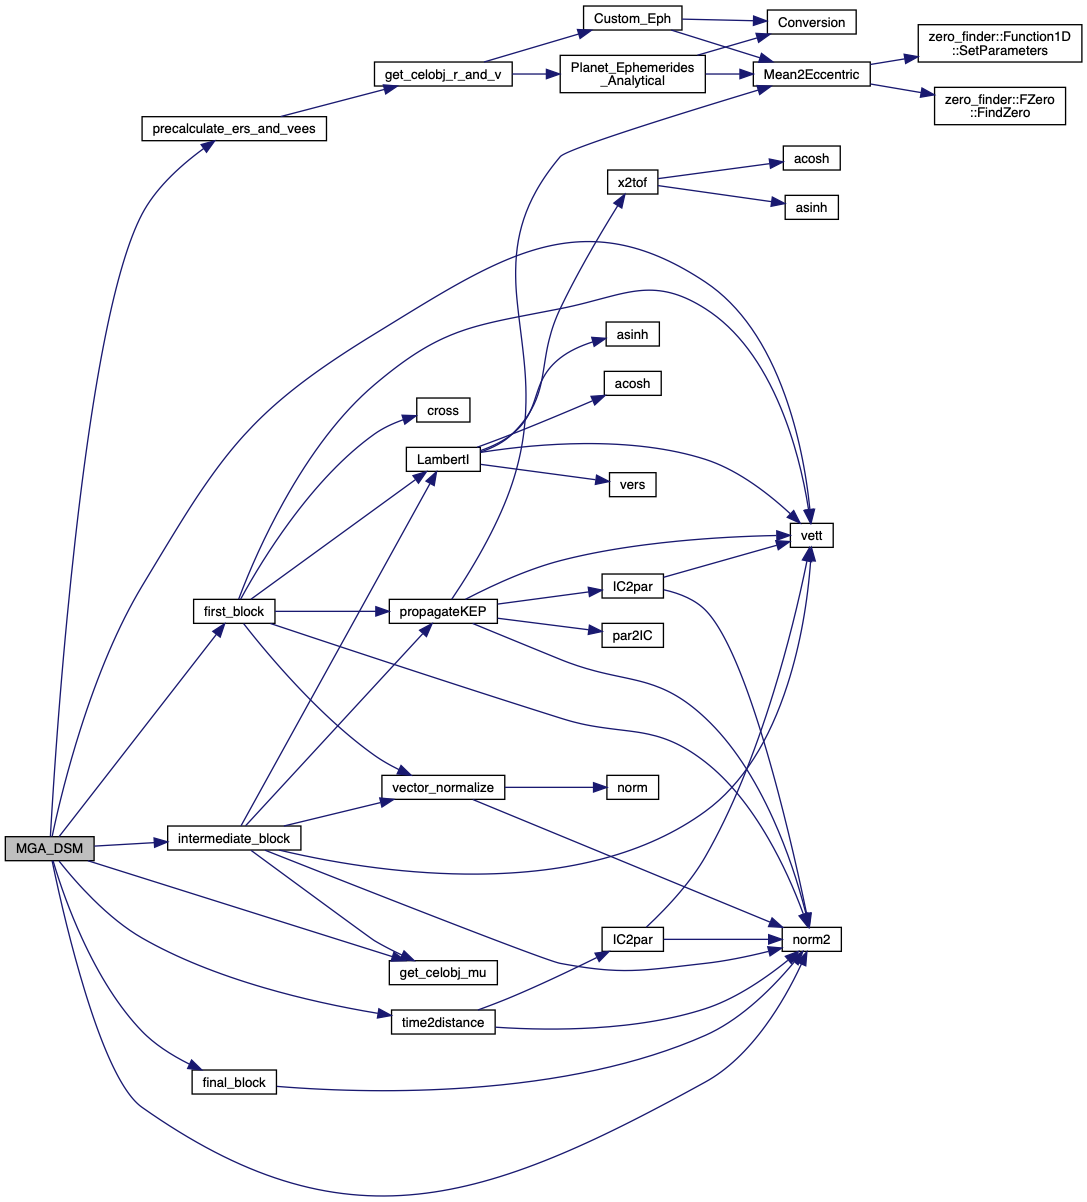 Custom_Eph
Conversion
zero_finder::Function1D
::SetParameters
get_celobj_r_and_v
Planet_Ephemerides
_Analytical
Mean2Eccentric
zero_finder::FZero
::FindZero
precalculate_ers_and_vees
acosh
x2tof
asinh
asinh
acosh
cross
LambertI
vers
vett
IC2par
first_block
propagateKEP
par2IC
vector_normalize
norm
MGA_DSM
intermediate_block
IC2par
norm2
get_celobj_mu
time2distance
final_block